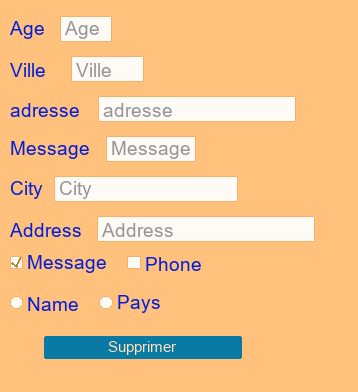 Age Age
Ville Ville
adresse adresse
Message Message
City City
Address Address
Message Phone
Name Pays
Supprimer